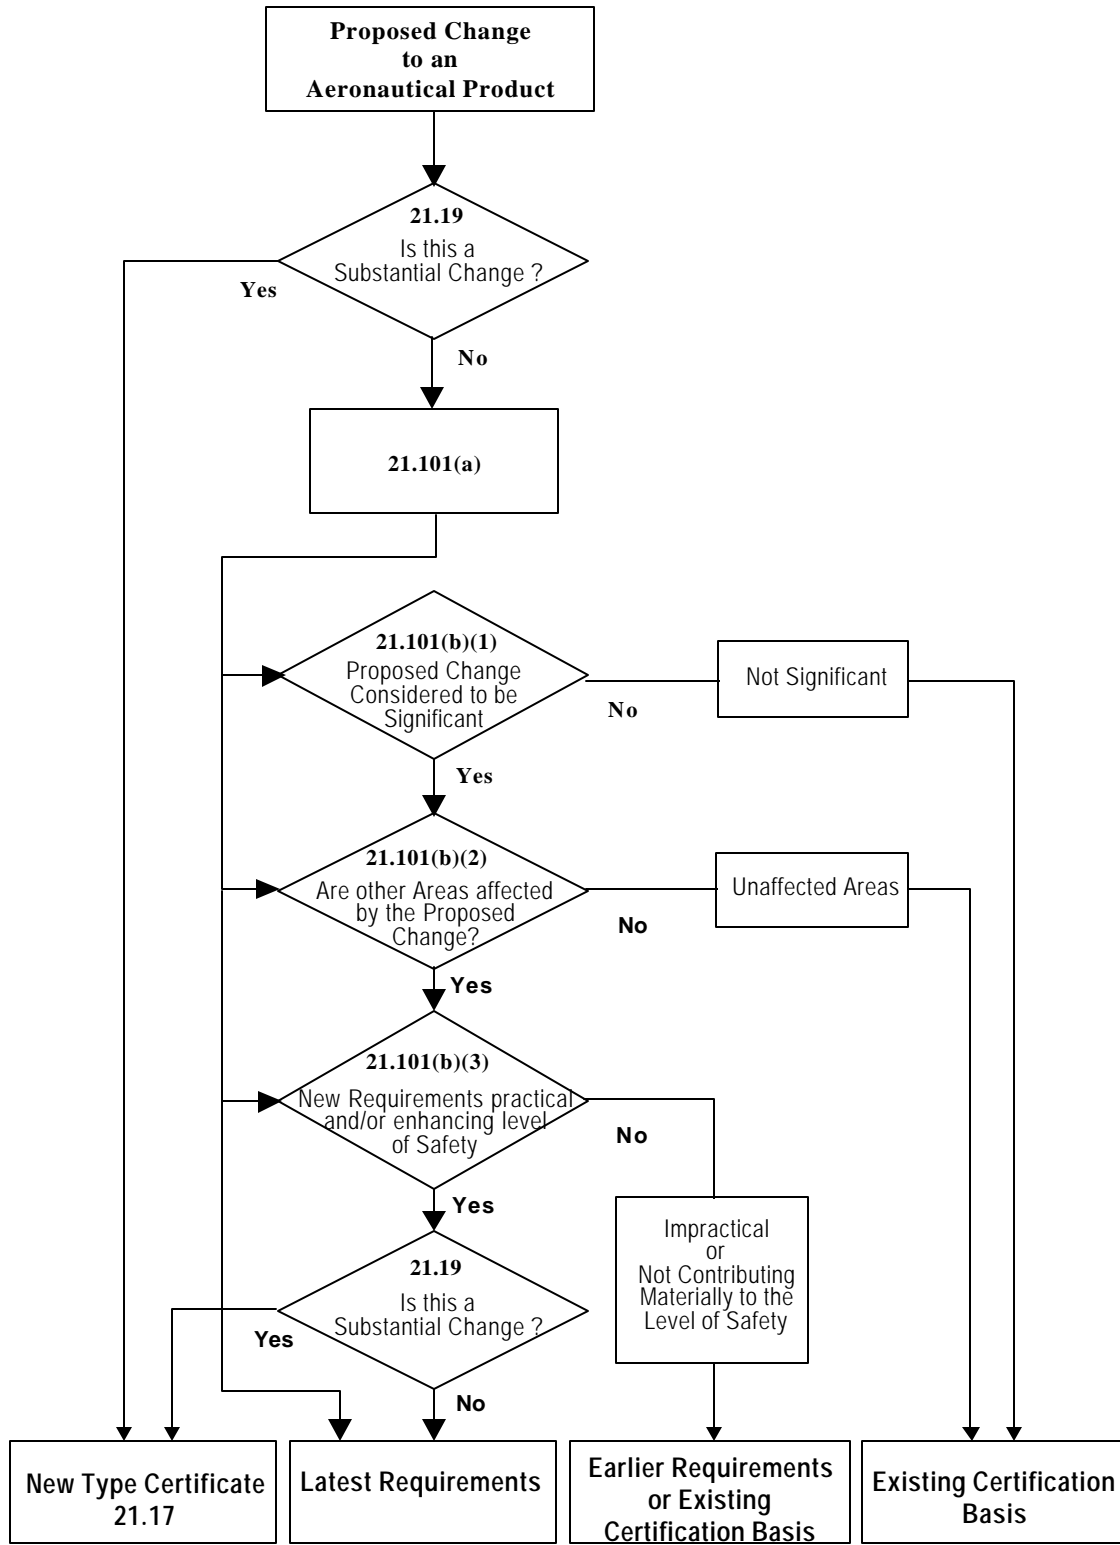 Proposed Change
to an
Aeronautical Product
21.19
Is this a
Substantial Change ?
Yes
No
21.101(a)
21.101(b)(1)
Proposed Change
Considered to be
Significant
No
Not Significant
Yes
21.101(b)(2)
Are other Areas affected
by the Proposed
Change?
No
Unaffected Areas
Yes
21.101(b)(3)
New Requirements practical
and/or enhancing level
of Safety
No
Yes
Impractical
or
Not Contributing
Materially to the
Level of Safety
21.19
Is this a
Substantial Change ?
Yes
No
New Type Certificate
21.17
Latest Requirements
Earlier Requirements
or Existing
Certification Basis
Existing Certification
Basis